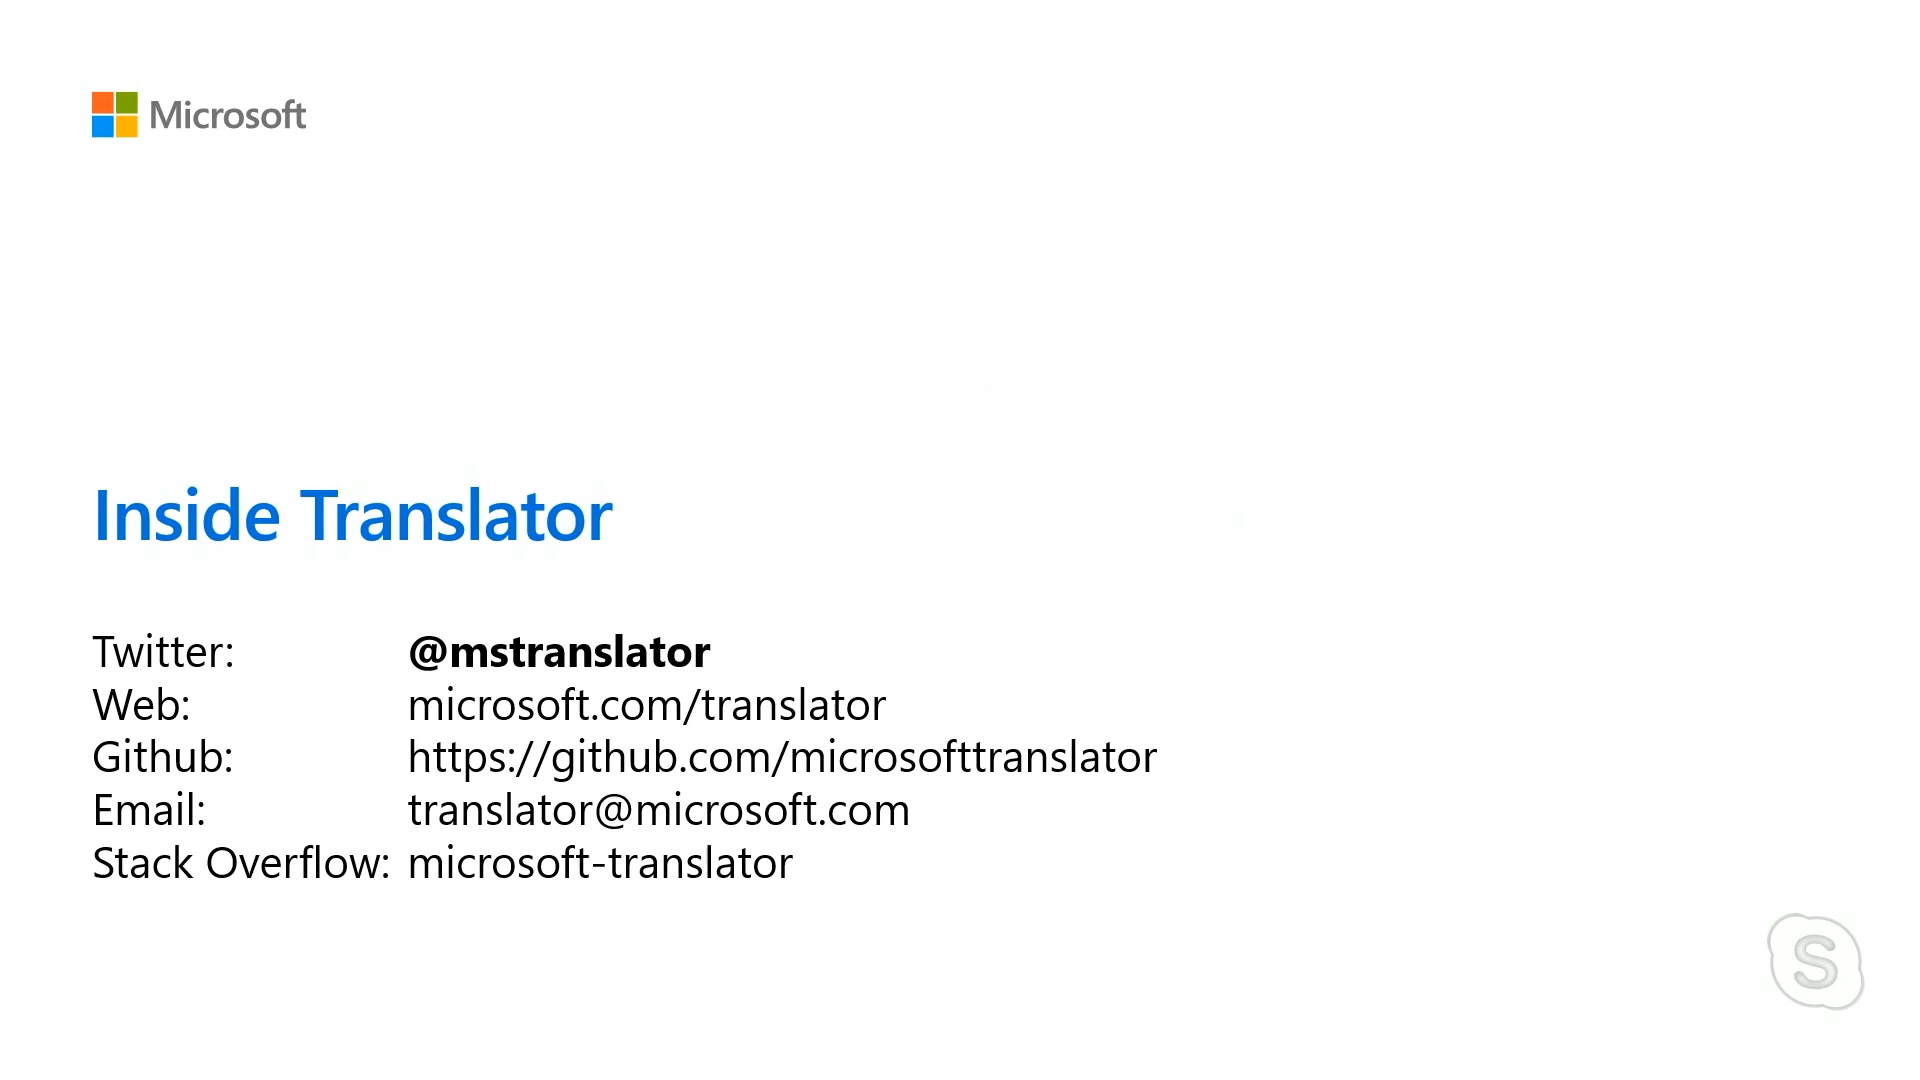 Microsoft
Inside Translator
Twitter: @mstranslator
Web: microsoft.com/translator
Github: https://github.com/microsofttranslator
Email: translator@microsoft.com
Stack Overflow: microsoft-translator
S